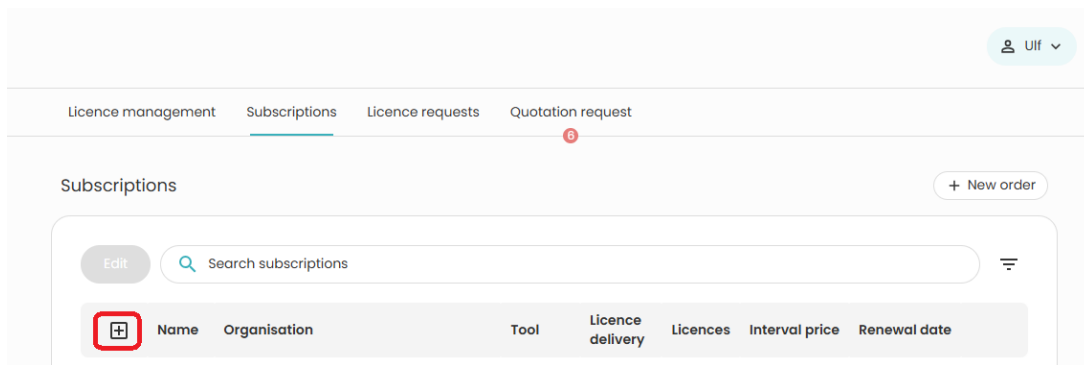 Ulf
Licence management Subscriptions Licence requests Quotation request
6
Subscriptions + New order
Edit Search subscriptions
Name Organisation Tool Licence delivery Licences Interval price Renewal date